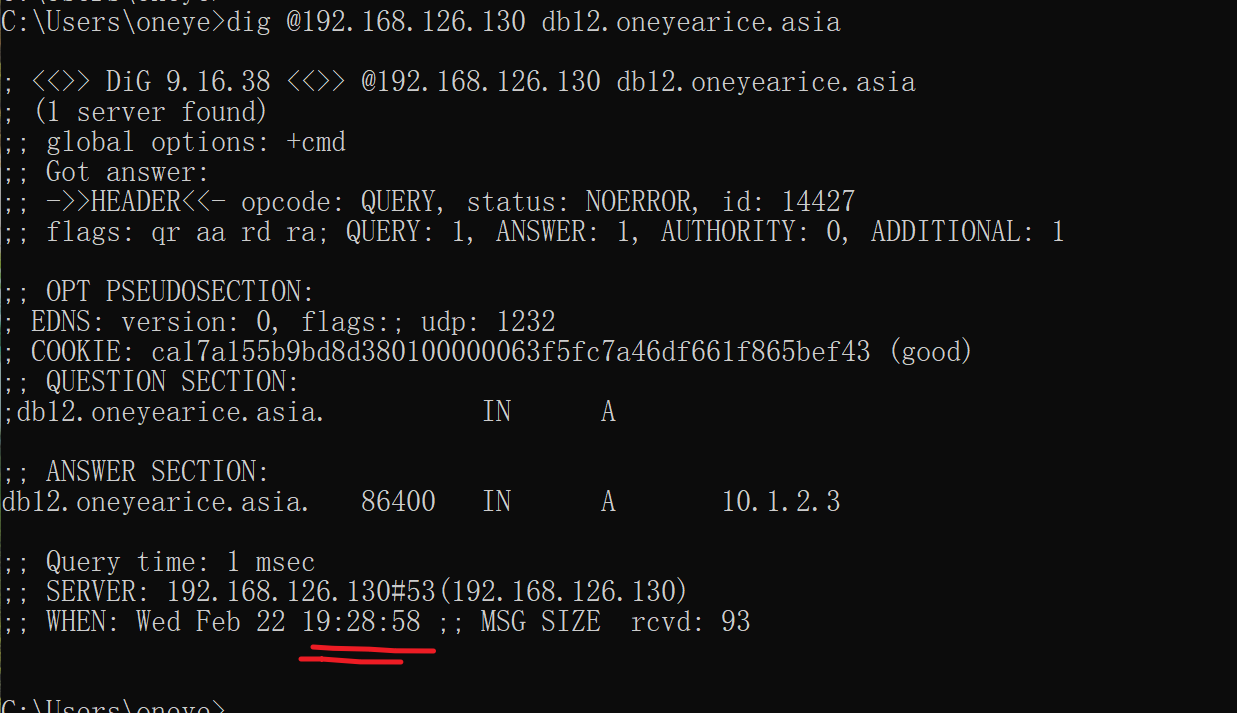 C:\Users\oneye>dig @192.168.126.130 db12.oneyearice.asia
; <<>> DiG 9.16.38 <<>> @192.168.126.130 db12.oneyearice.asia
; (1 server found)
;; global options: +cmd
;; Got answer:
;; ->>HEADER<<- opcode: QUERY, status: NOERROR, id: 14427
;; flags: qr aa rd ra; QUERY: 1, ANSWER: 1, AUTHORITY: 0, ADDITIONAL: 1
;; OPT PSEUDOSECTION:
; EDNS: version: 0, flags:; udp: 1232
; COOKIE: ca17a155b9bd8d380100000063f5fc7a46df661f865bef43 (good)
;; QUESTION SECTION:
;db12.oneyearice.asia. IN A
;; ANSWER SECTION:
db12.oneyearice.asia. 86400 IN A 10.1.2.3
;; Query time: 1 msec
;; SERVER: 192.168.126.130#53(192.168.126.130)
;; WHEN: Wed Feb 22 19:28:58 ;; MSG SIZE rcvd: 93
C:\Users\oneye>